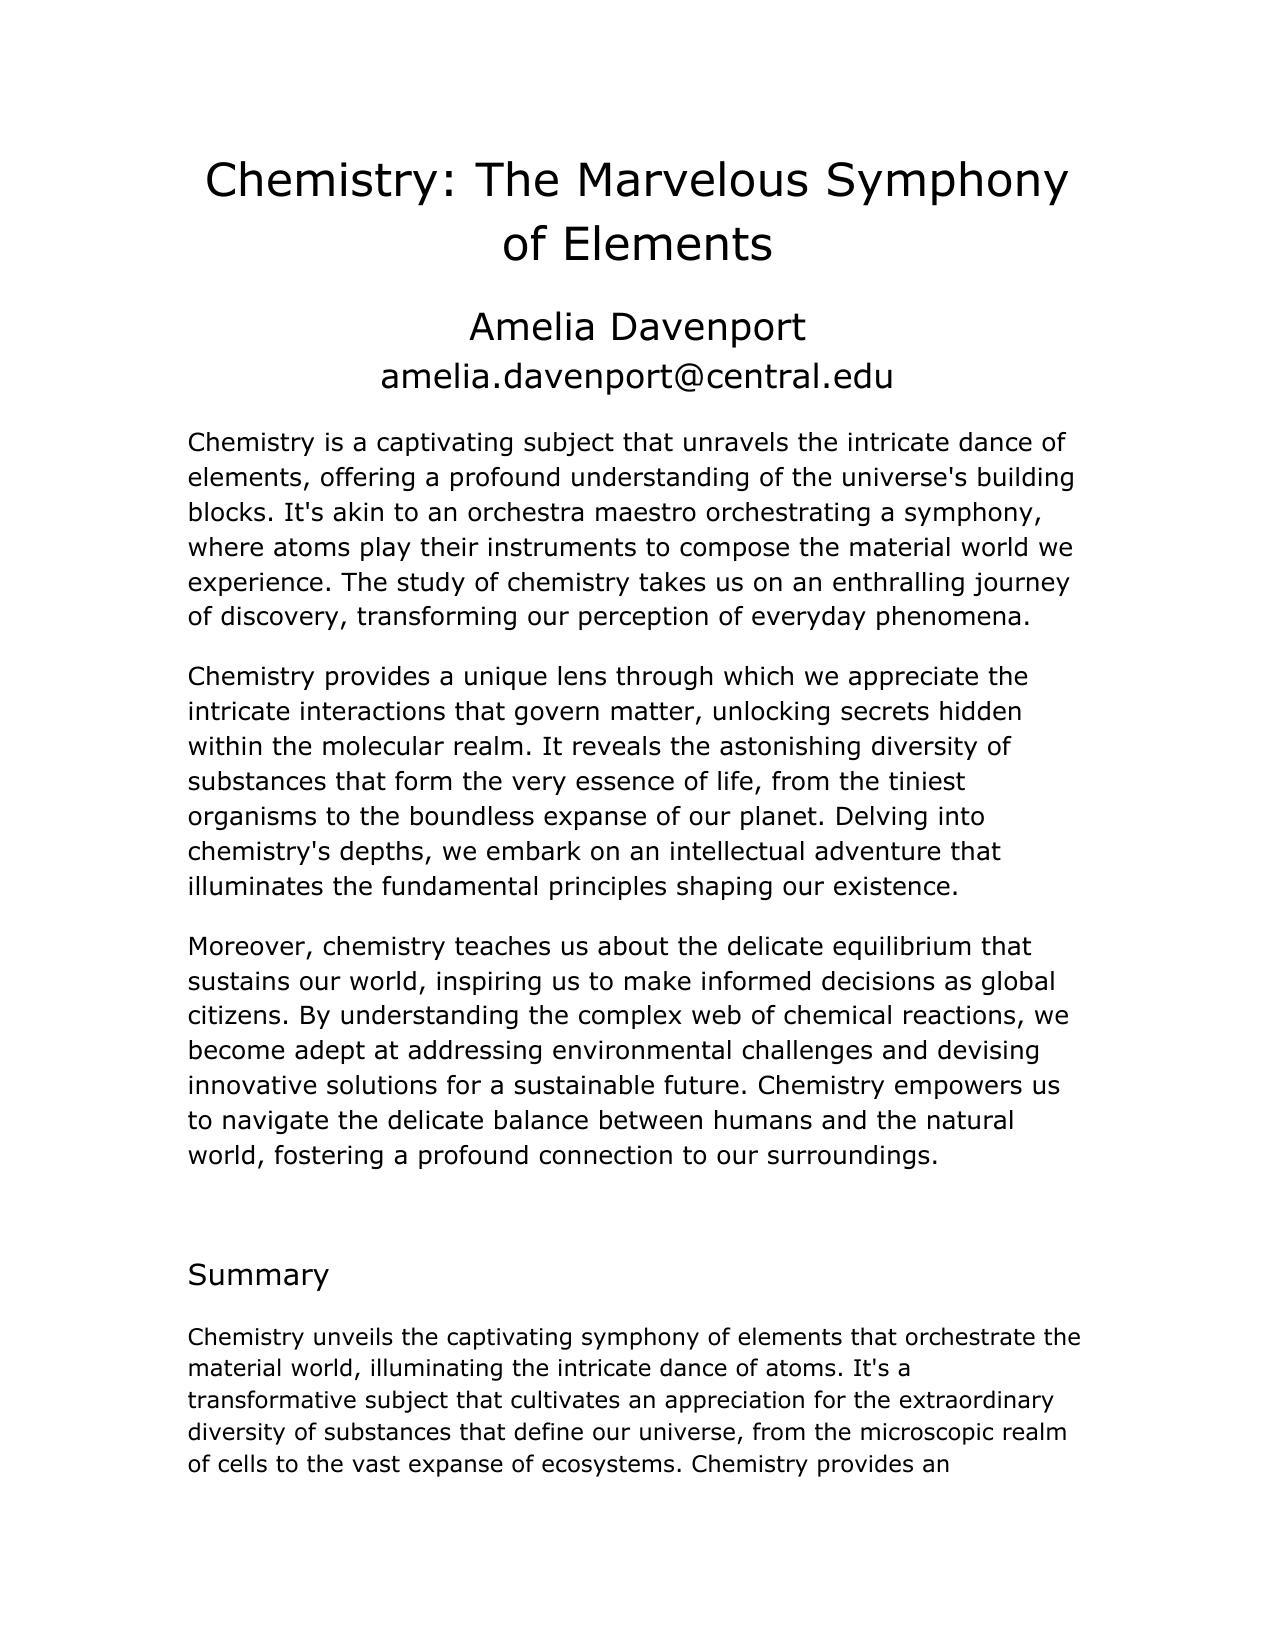 Chemistry: The Marvelous Symphony
of Elements
Amelia Davenport
amelia.davenport@central.edu
Chemistry is a captivating subject that unravels the intricate dance of
elements, offering a profound understanding of the universe's building
blocks. It's akin to an orchestra maestro orchestrating a symphony,
where atoms play their instruments to compose the material world we
experience. The study of chemistry takes us on an enthralling journey
of discovery, transforming our perception of everyday phenomena.
Chemistry provides a unique lens through which we appreciate the
intricate interactions that govern matter, unlocking secrets hidden
within the molecular realm. It reveals the astonishing diversity of
substances that form the very essence of life, from the tiniest
organisms to the boundless expanse of our planet. Delving into
chemistry's depths, we embark on an intellectual adventure that
illuminates the fundamental principles shaping our existence.
Moreover, chemistry teaches us about the delicate equilibrium that
sustains our world, inspiring us to make informed decisions as global
citizens. By understanding the complex web of chemical reactions, we
become adept at addressing environmental challenges and devising
innovative solutions for a sustainable future. Chemistry empowers us
to navigate the delicate balance between humans and the natural
world, fostering a profound connection to our surroundings.
Summary
Chemistry unveils the captivating symphony of elements that orchestrate the
material world, illuminating the intricate dance of atoms. It's a
transformative subject that cultivates an appreciation for the extraordinary
diversity of substances that define our universe, from the microscopic realm
of cells to the vast expanse of ecosystems. Chemistry provides an